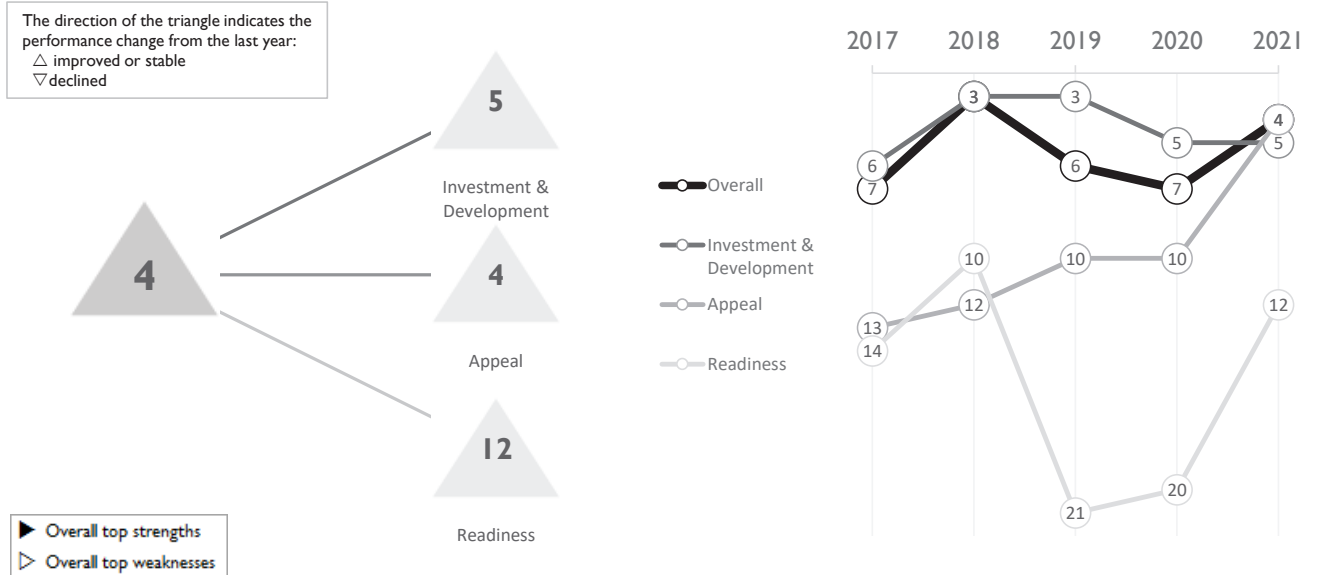 The direction of the triangle indicates the
performance change from the last year:
△ improved or stable
▽ declined
4
5
Investment &
Development
4
Appeal
12
Readiness
▶ Overall top strengths
▷ Overall top weaknesses
2017 2018 2019 2020 2021
Overall
Investment &
Development
Appeal
Readiness
3 3
4
6 6 5 5
7 7
10 10 10
12 12
13
14
20
21